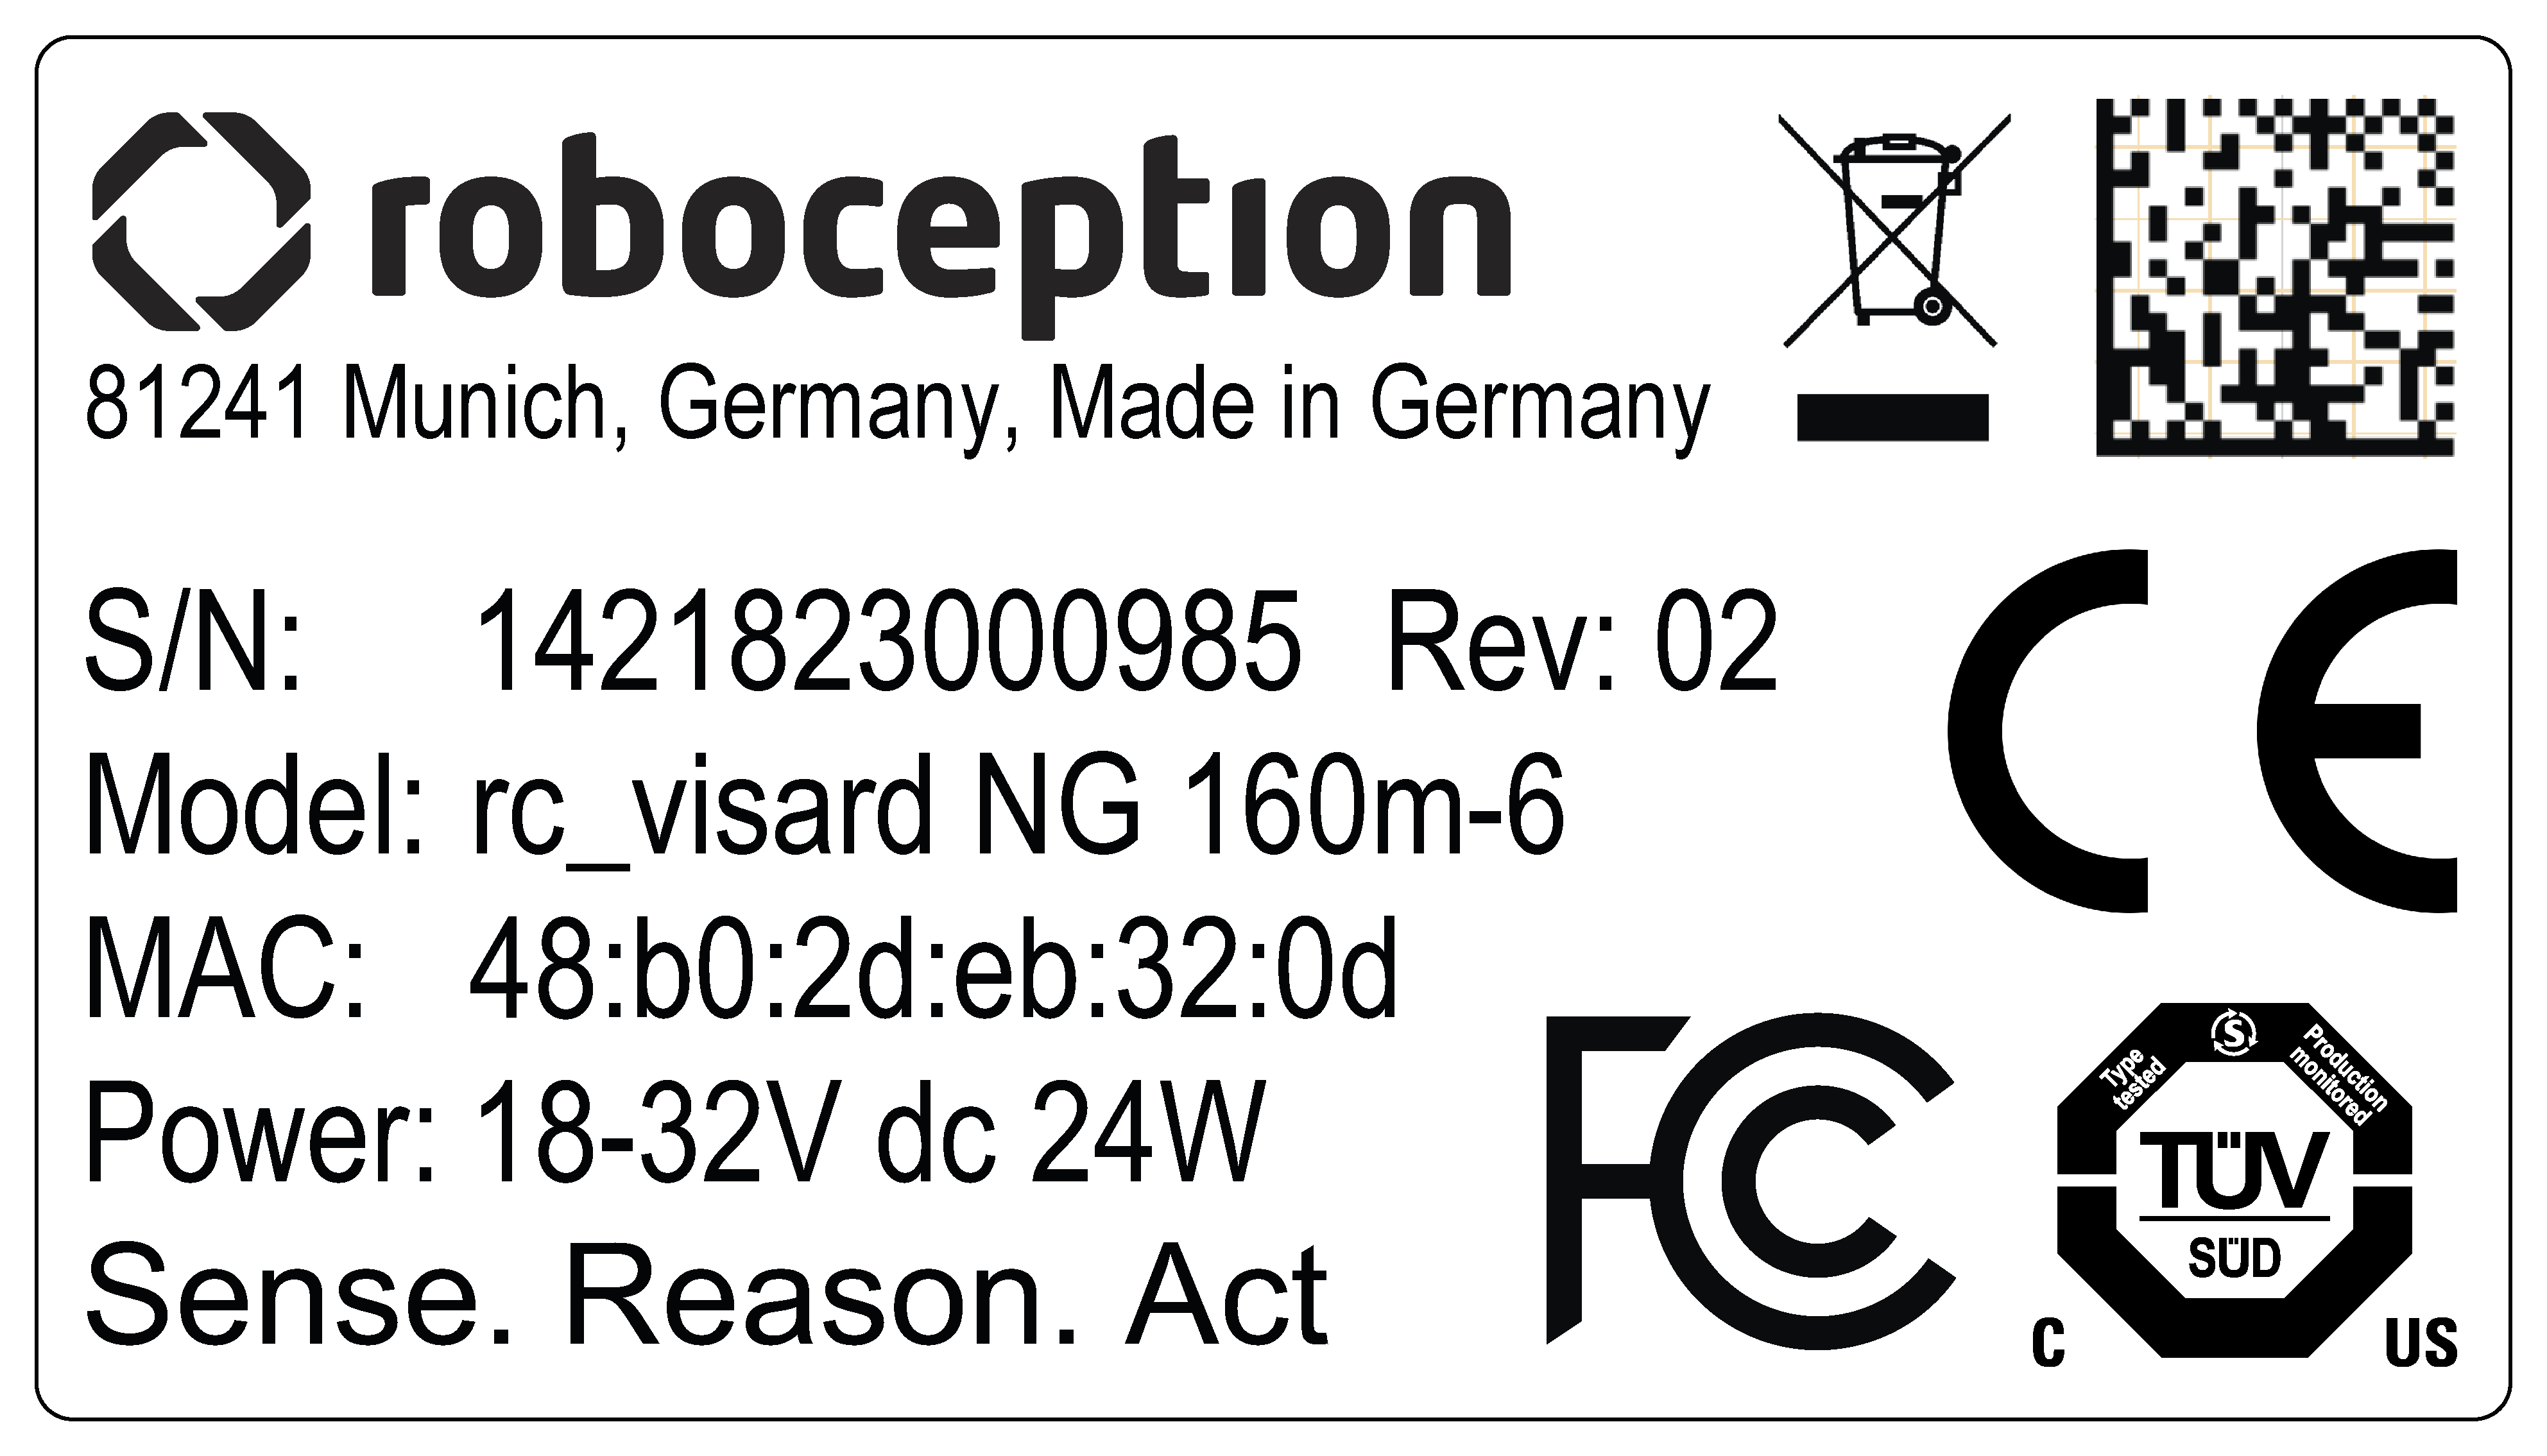 roboception
81241 Munich, Germany, Made in Germany
S/N: 1421823000985 Rev: 02
Model: rc_visard NG 160m-6
MAC: 48:b0:2d:eb:32:0d
Power: 18-32V dc 24W
Sense. Reason. Act
CE
FCC
Type
tested
S
Production
monitored
TÜV
SÜD
C US